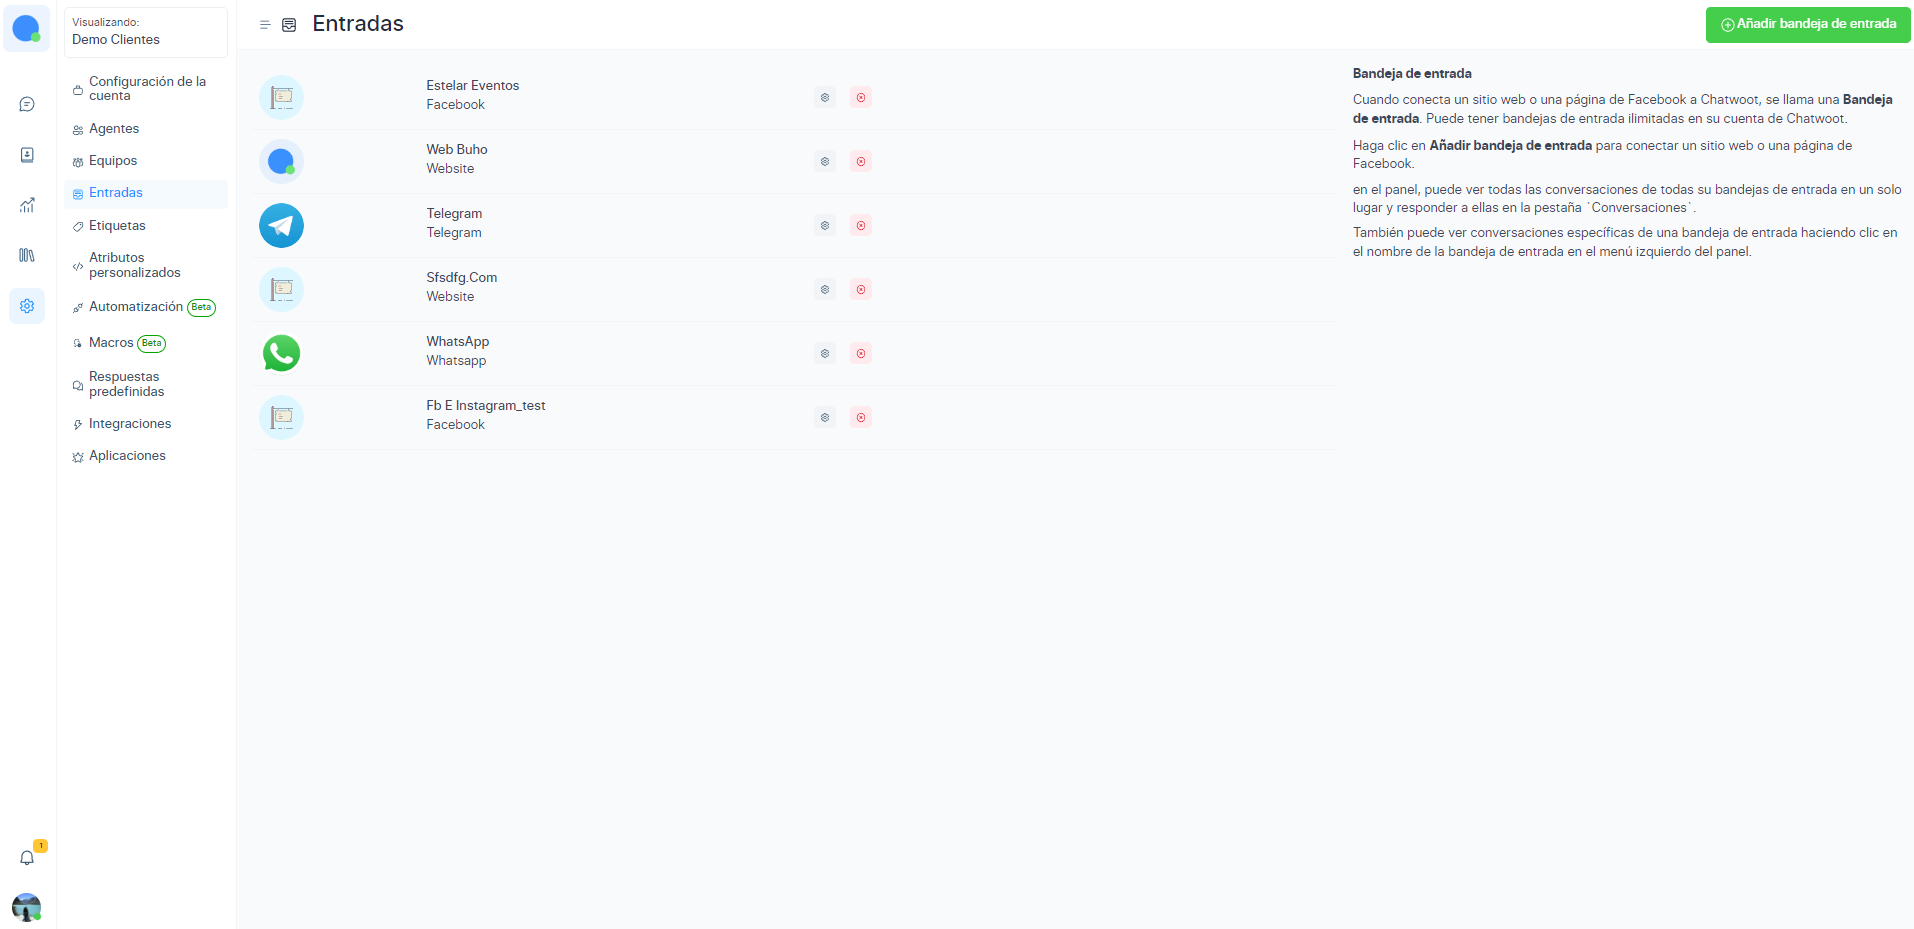 Visualizando:
Demo Clientes
Configuración de la
cuenta
Agentes
Equipos
Entradas
Etiquetas
Atributos
personalizados
Automatización Beta
Macros Beta
Respuestas
predefinidas
Integraciones
Aplicaciones
1
Entradas
Añadir bandeja de entrada
Estelar Eventos
Facebook
Web Buho
Website
Telegram
Telegram
Sfsdfg.Com
Website
WhatsApp
Whatsapp
Fb E Instagram_test
Facebook
Bandeja de entrada
Cuando conecta un sitio web o una página de Facebook a Chatwoot, se llama una Bandeja
de entrada. Puede tener bandejas de entrada ilimitadas en su cuenta de Chatwoot.
Haga clic en Añadir bandeja de entrada para conectar un sitio web o una página de
Facebook.
en el panel, puede ver todas las conversaciones de todas su bandejas de entrada en un solo
lugar y responder a ellas en la pestaña `Conversaciones`.
También puede ver conversaciones específicas de una bandeja de entrada haciendo clic en
el nombre de la bandeja de entrada en el menú izquierdo del panel.